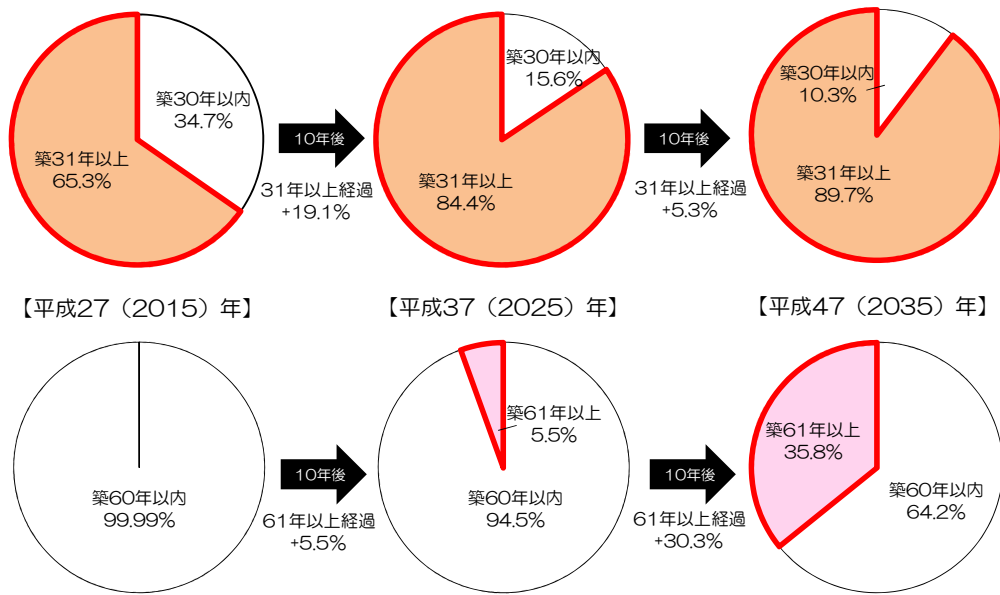 築30年以内
34.7%
築31年以上
65.3%
10年後
31年以上経過
+19.1%
築30年以内
15.6%
築31年以上
84.4%
10年後
31年以上経過
+5.3%
築30年以内
10.3%
築31年以上
89.7%
【平成27（2015）年】
【平成37（2025）年】
【平成47（2035）年】
築60年以内
99.99%
10年後
61年以上経過
+5.5%
築61年以上
5.5%
築60年以内
94.5%
10年後
61年以上経過
+30.3%
築61年以上
35.8%
築60年以内
64.2%